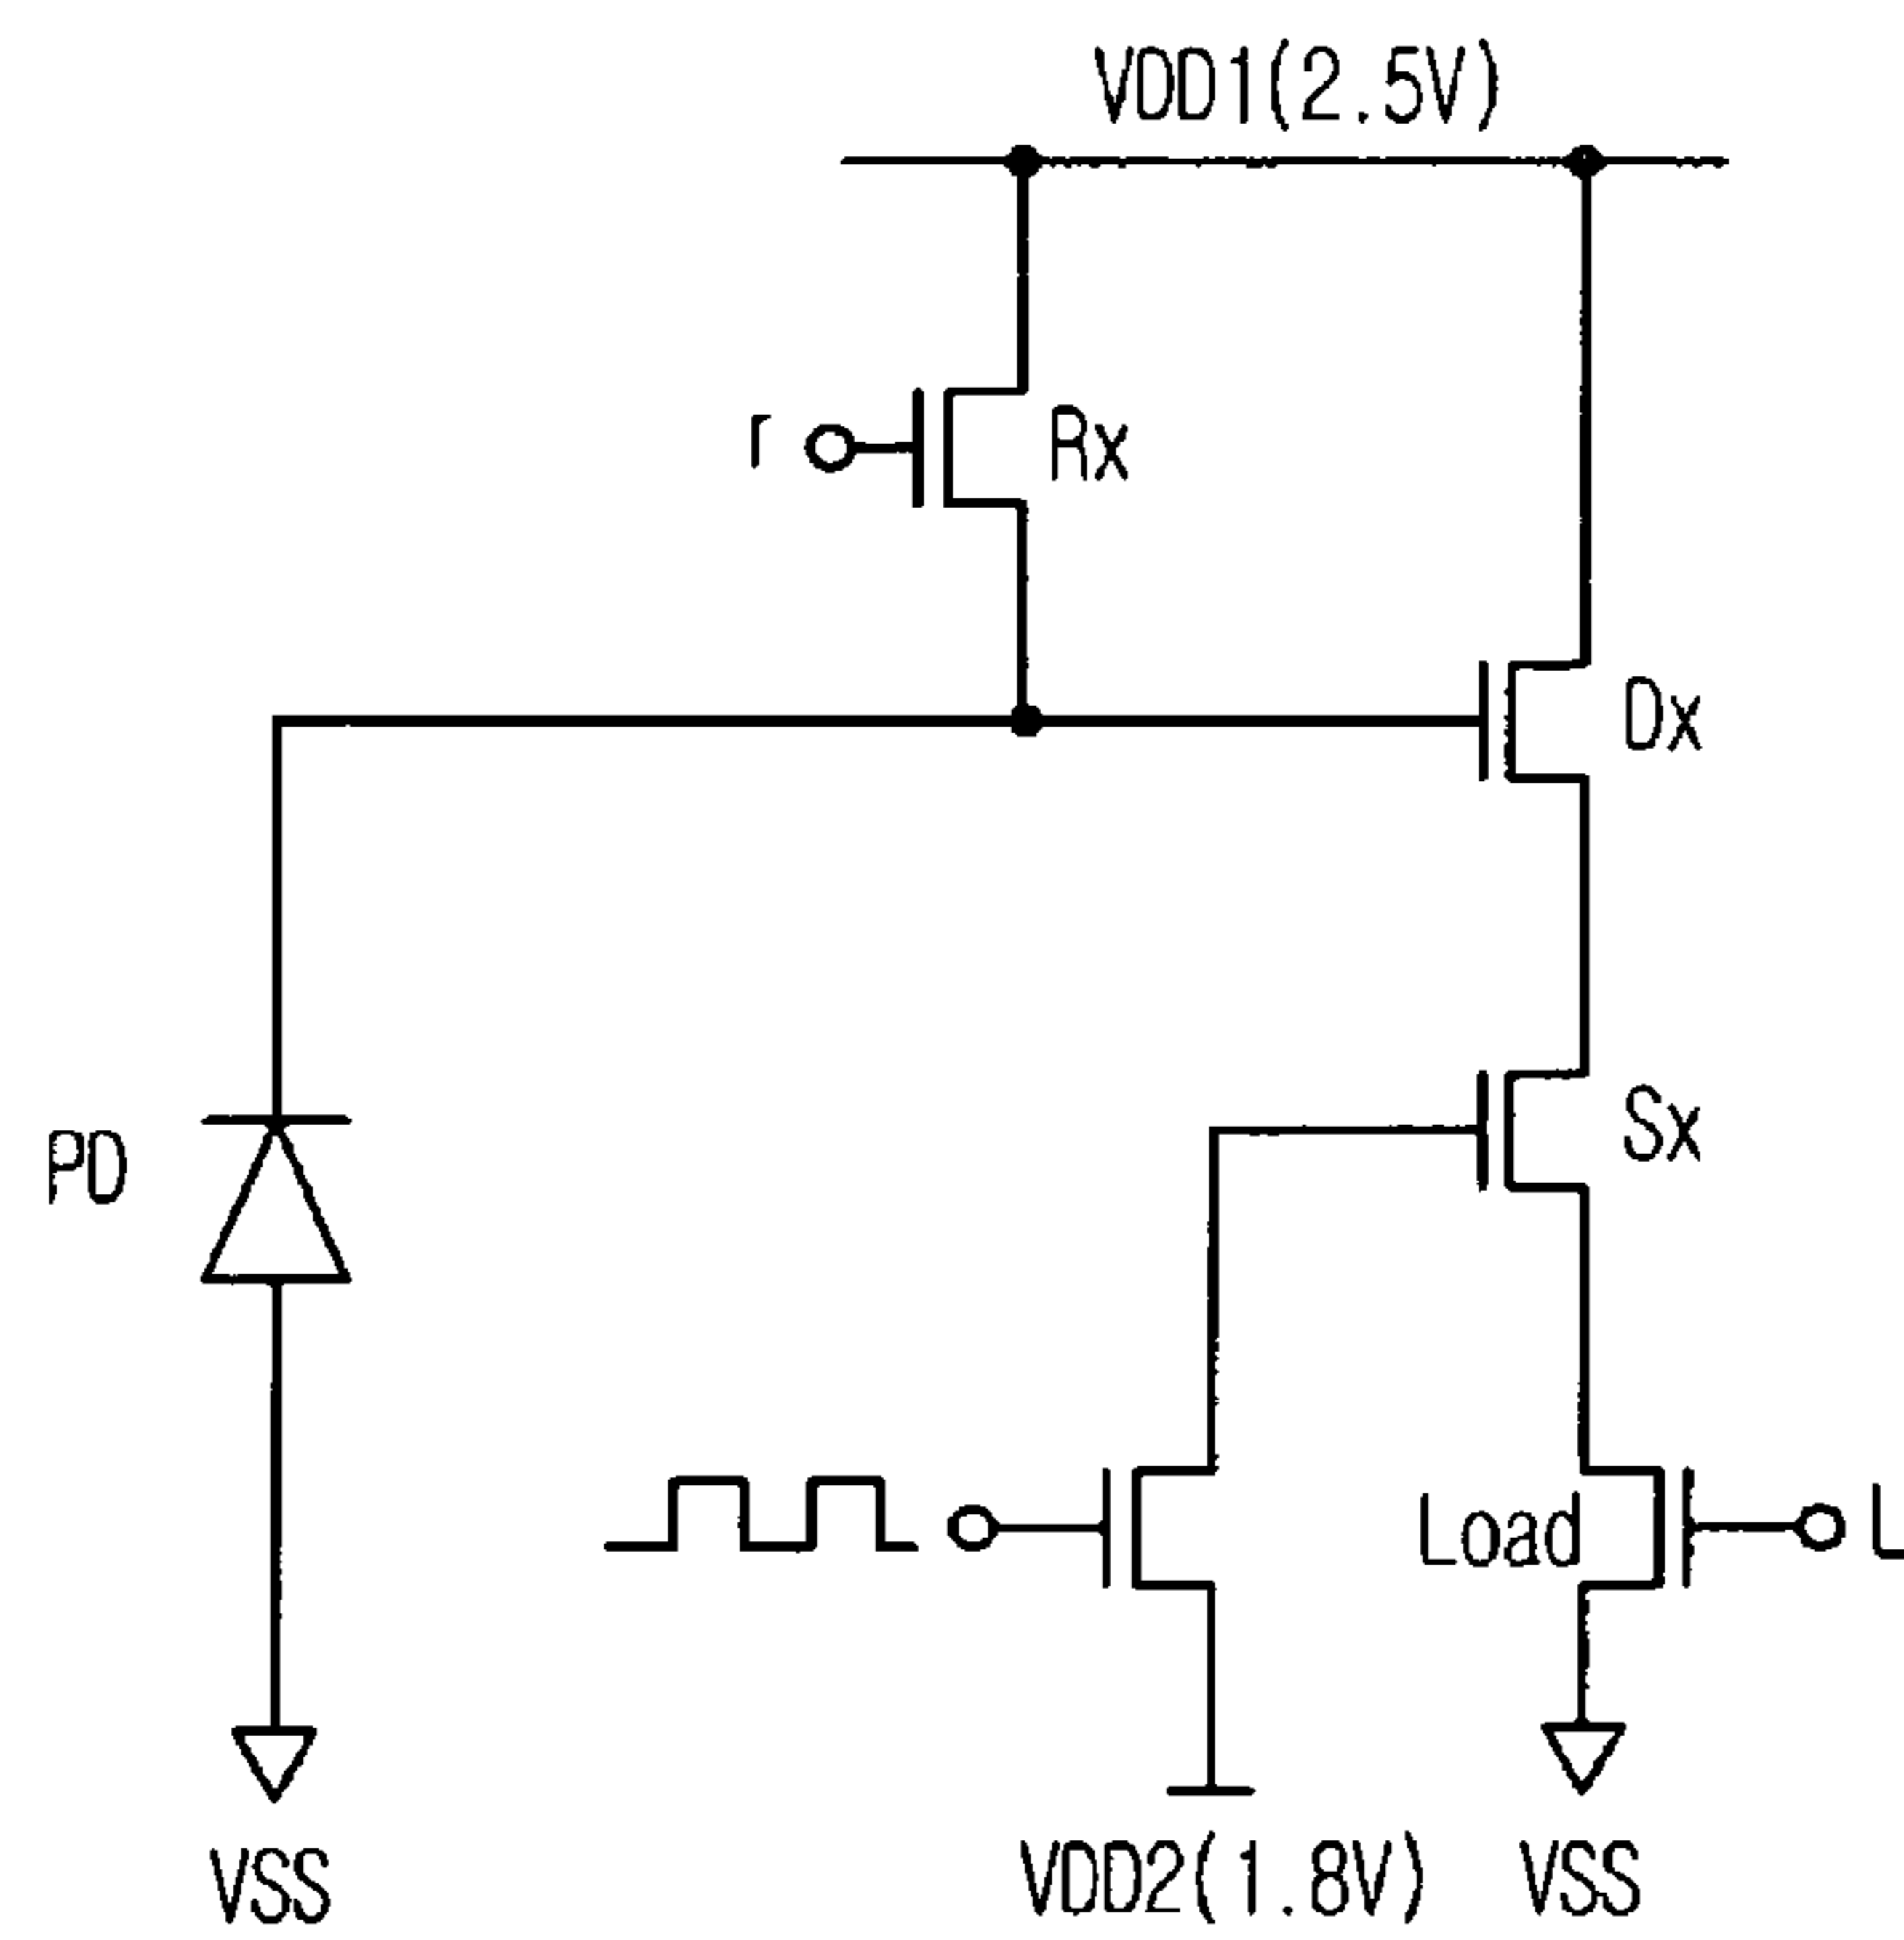 VDD1(2.5V)
r
Rx
Dx
Sx
PD
Load
L
VSS
VDD2(1.8V)
VSS